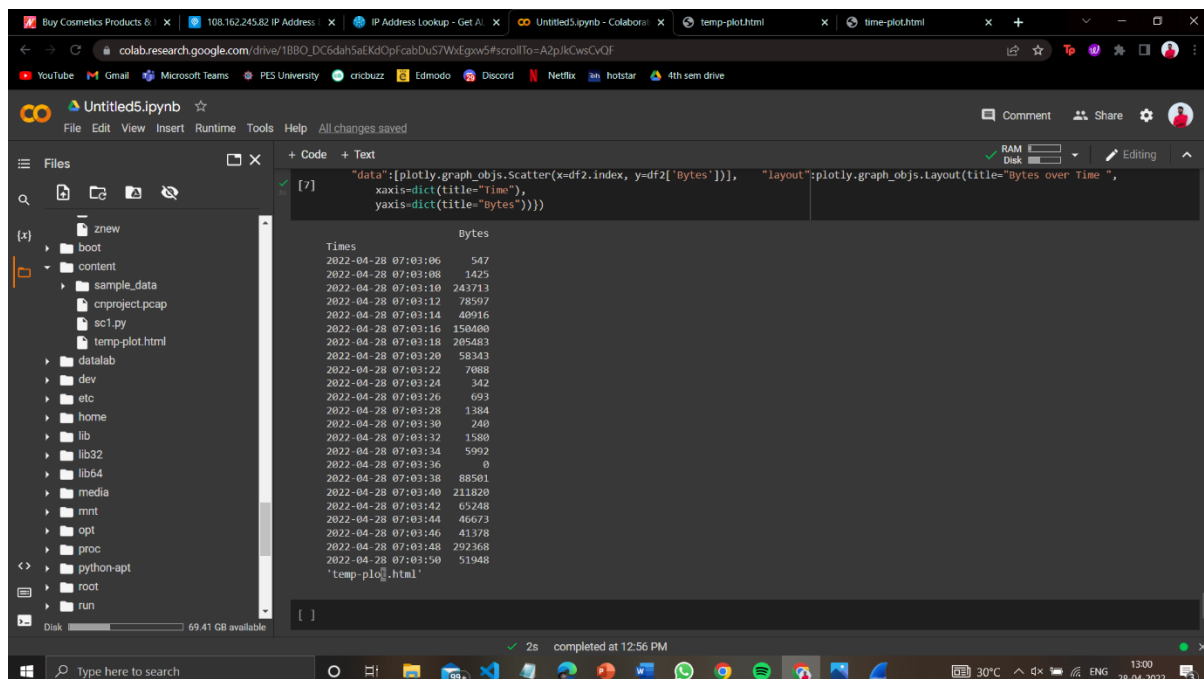 Buy Cosmetics Products &
108.162.245.82 IP Address
IP Address Lookup - Get A
Untitled5.ipynb - Colaborat
temp-plot.html
time-plot.html
colab.research.google.com/drive/1BBO_DC6dah5aEKdOpFcabDuS7WxEgxw5#scrollTo=A2pJkCwsCvQF
YouTube Gmail Microsoft Teams PES University cricbuzz Edmodo Discord Netflix hotstar 4th sem drive
Untitled5.ipynb
File Edit View Insert Runtime Tools Help All changes saved
Comment Share
Files
+ Code + Text
RAM
Disk
Editing
[7]
"data":[plotly.graph_objs.Scatter(x=df2.index, y=df2['Bytes'])], "layout":plotly.graph_objs.Layout(title="Bytes over Time ",
xaxis=dict(title="Time"),
yaxis=dict(title="Bytes"))})
znew
boot
content
sample_data
cnproject.pcap
sc1.py
temp-plot.html
datalab
dev
etc
home
lib
lib32
lib64
media
mnt
opt
proc
python-apt
root
run
Disk 69.41 GB available
Bytes
Times
2022-04-28 07:03:06 547
2022-04-28 07:03:08 1425
2022-04-28 07:03:10 243713
2022-04-28 07:03:12 78597
2022-04-28 07:03:14 40916
2022-04-28 07:03:16 150400
2022-04-28 07:03:18 205483
2022-04-28 07:03:20 58343
2022-04-28 07:03:22 7088
2022-04-28 07:03:24 342
2022-04-28 07:03:26 693
2022-04-28 07:03:28 1384
2022-04-28 07:03:30 240
2022-04-28 07:03:32 1580
2022-04-28 07:03:34 5992
2022-04-28 07:03:36 0
2022-04-28 07:03:38 88501
2022-04-28 07:03:40 211820
2022-04-28 07:03:42 65248
2022-04-28 07:03:44 46673
2022-04-28 07:03:46 41378
2022-04-28 07:03:48 292368
2022-04-28 07:03:50 51948
'temp-plot.html'
[ ]
2s completed at 12:56 PM
Type here to search
99+
30°C
ENG
13:00
28-04-2022